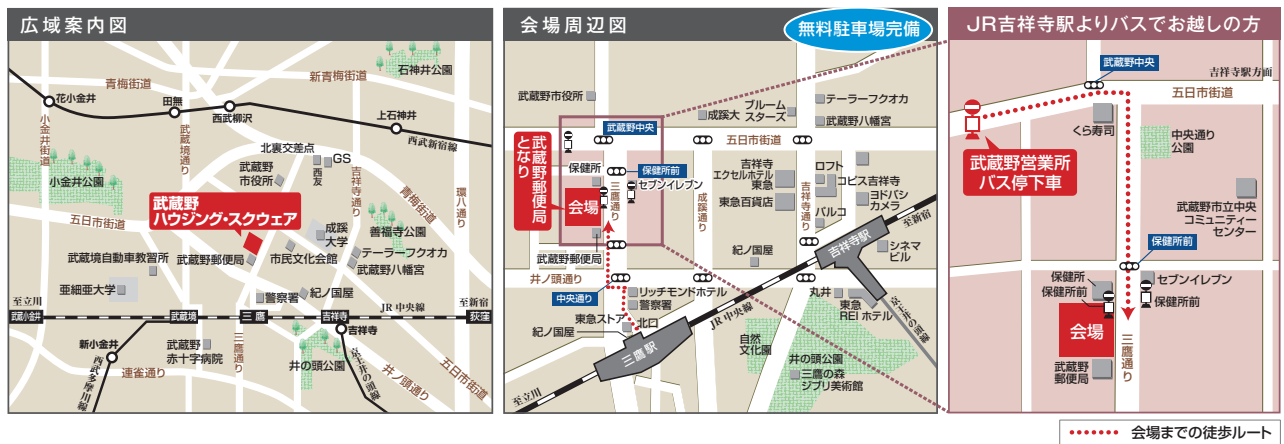 広域案内図
石神井公園
青梅街道
新青梅街道
花小金井
田無
西武柳沢
上石神井
西武新宿線
小金井街道
武蔵境通り
北裏交差点
GS
西友
武蔵野
市役所
吉祥寺通り
青梅街道
環八通り
小金井公園
武蔵野
ハウジング・スクウェア
五日市街道
成蹊
大学
善福寺公園
武蔵境自動車教習所
武蔵野郵便局
市民文化会館
テーラーフクオカ
武蔵野八幡宮
亜細亜大学
警察署
紀ノ国屋
至立川
JR中央線
至新宿
武蔵小金井
武蔵境
三鷹
吉祥寺
荻窪
吉祥寺
新小金井
武蔵野
赤十字病院
三鷹通り
井の頭公園
京王井の頭線
井ノ頭通り
五日市街道
西武多摩川線
連雀通り
会場周辺図
無料駐車場完備
武蔵野市役所
成蹊大
ブルーム
スターズ
テーラーフクオカ
武蔵野八幡宮
武蔵野中央
五日市街道
武蔵野郵便局
となり
保健所
保健所前
セブンイレブン
会場
三鷹通り
成蹊通り
吉祥寺
エクセルホテル
東急
東急百貨店
吉祥寺通り
ロフト
コピス吉祥寺
ヨドバシ
カメラ
パルコ
至新宿
武蔵野郵便局
紀ノ国屋
吉祥寺駅
シネマ
ビル
井ノ頭通り
中央通り
リッチモンドホテル
警察署
東急ストア
北口
紀ノ国屋
三鷹駅
JR中央線
丸井
東急
REIホテル
京王井の頭線
自然
文化園
井の頭公園
三鷹の森
ジブリ美術館
至立川
JR吉祥寺駅よりバスでお越しの方
武蔵野中央
吉祥寺駅方面
五日市街道
くら寿司
中央通り
公園
武蔵野営業所
バス停下車
武蔵野市立中央
コミュニティー
センター
保健所前
保健所
保健所前
セブンイレブン
保健所前
会場
三鷹通り
武蔵野
郵便局
会場までの徒歩ルート